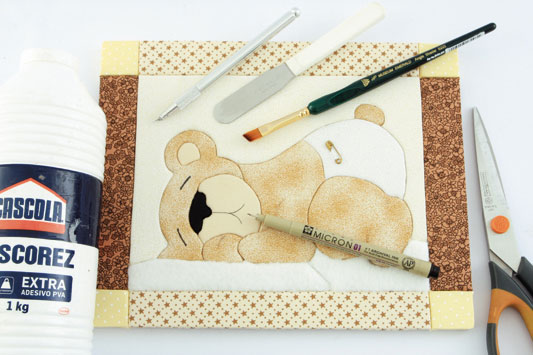 CASCOLA
SCOREZ
EXTRA
ADESIVO PVA
1 kg
MICRON 01